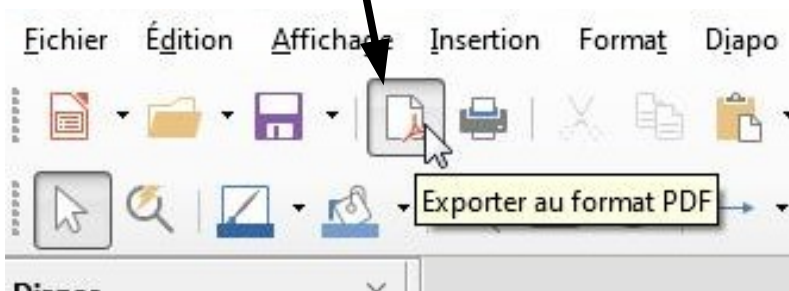 Fichier Édition Affichage Insertion Format Diapo
Exporter au format PDF